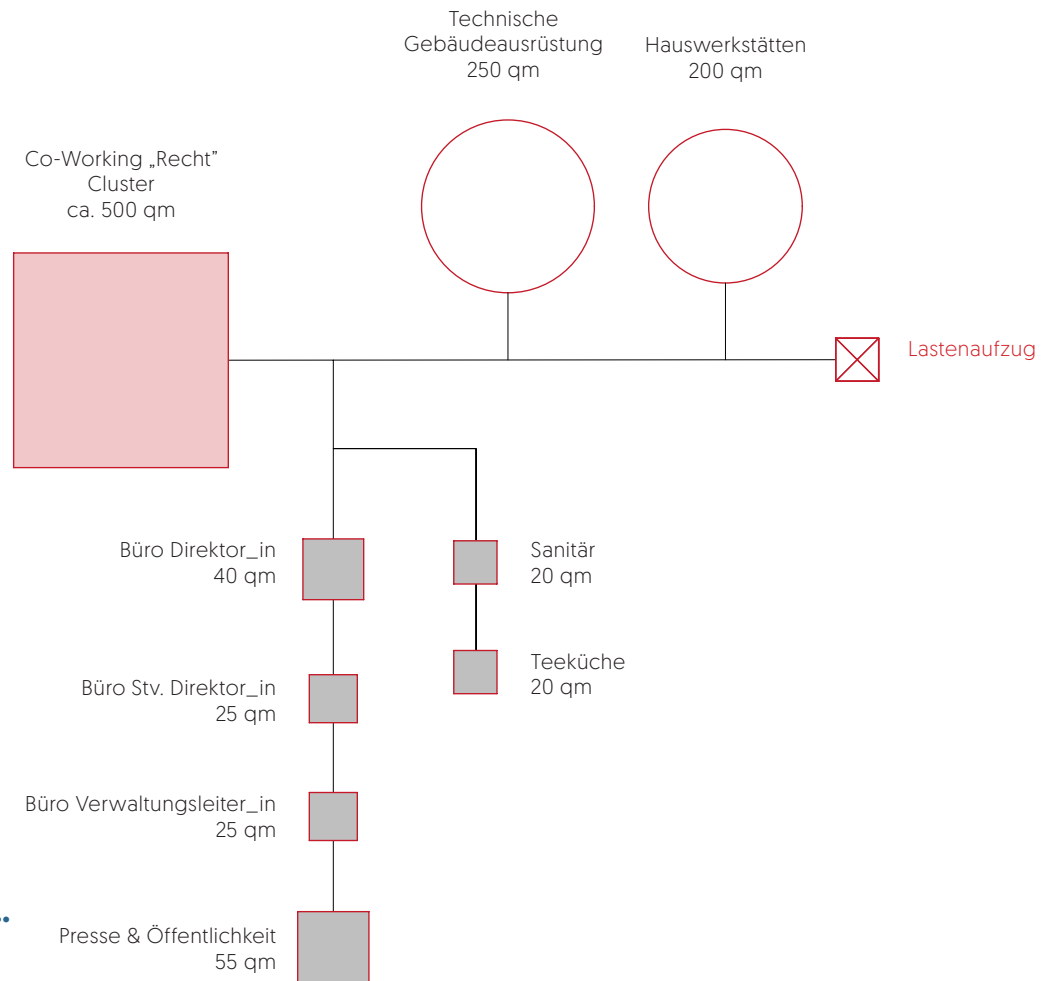 Technische
Gebäudeausrüstung
250 qm
Hauswerkstätten
200 qm
Co-Working „Recht”
Cluster
ca. 500 qm
Lastenaufzug
Büro Direktor_in
40 qm
Sanitär
20 qm
Teeküche
20 qm
Büro Stv. Direktor_in
25 qm
Büro Verwaltungsleiter_in
25 qm
Presse & Öffentlichkeit
55 qm